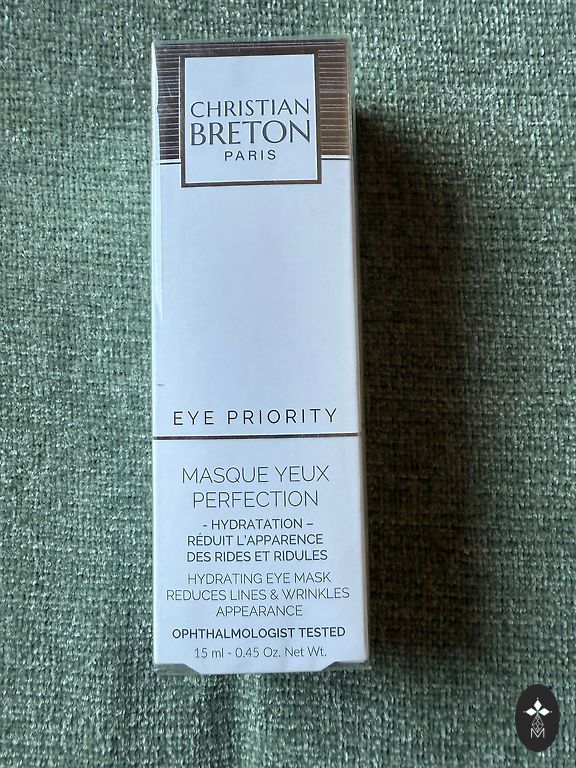 CHRISTIAN
BRETON
PARIS
EYE PRIORITY
MASQUE YEUX
PERFECTION
- HYDRATATION –
RÉDUIT L'APPARENCE
DES RIDES ET RIDULES
HYDRATING EYE MASK
REDUCES LINES & WRINKLES
APPEARANCE
OPHTHALMOLOGIST TESTED
15 ml - 0.45 Oz. Net Wt.
M